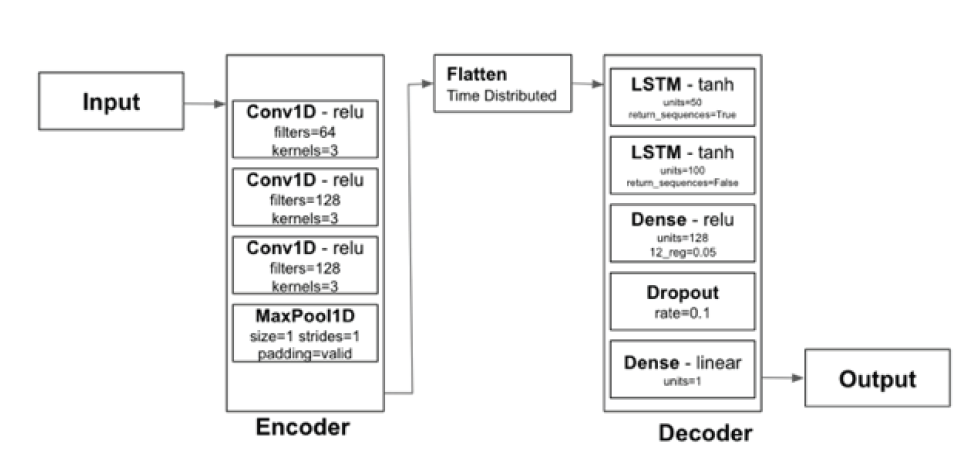 Input
Conv1D - relu
filters=64
kernels=3
Conv1D - relu
filters=128
kernels=3
Conv1D - relu
filters=128
kernels=3
MaxPool1D
size=1 strides=1
padding=valid
Encoder
Flatten
Time Distributed
LSTM - tanh
units=50
return_sequences=True
LSTM - tanh
units=100
return_sequences=False
Dense - relu
units=128
12_reg=0.05
Dropout
rate=0.1
Dense - linear
units=1
Decoder
Output